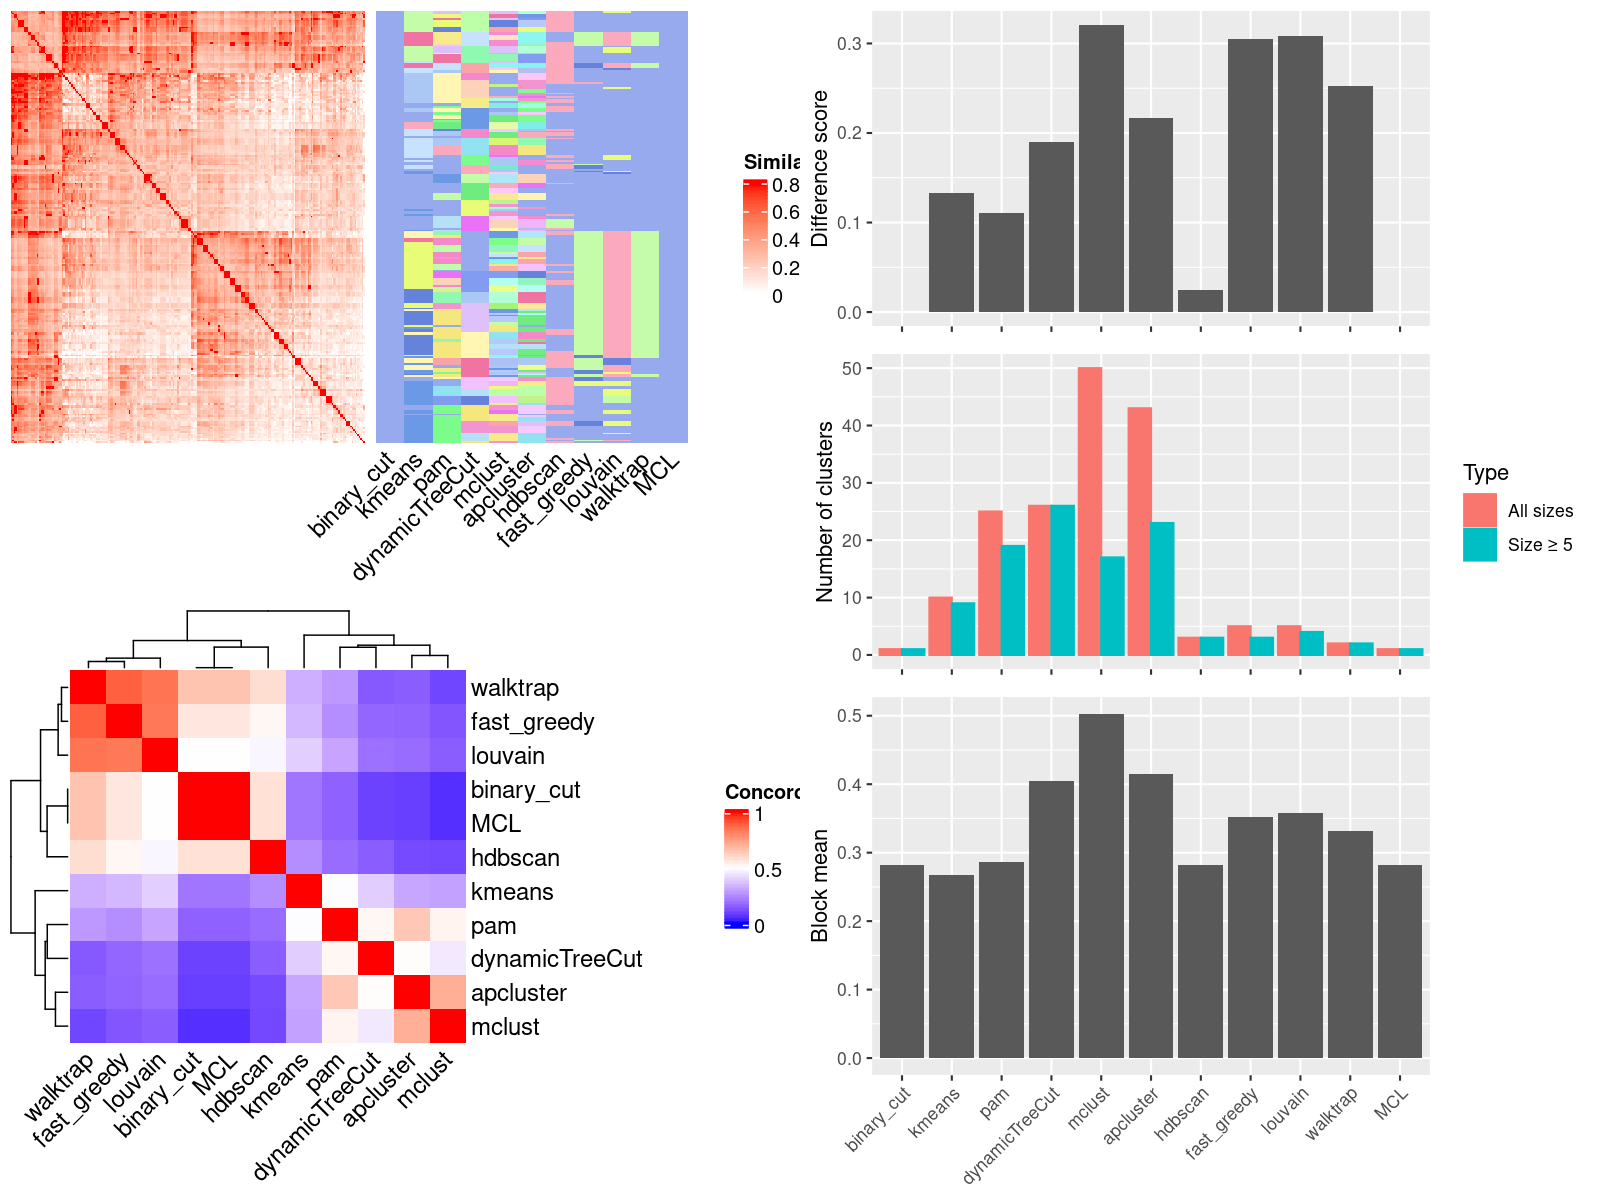 Simila
0.8
0.6
0.4
0.2
0
binary_cut
kmeans
pam
dynamicTreeCut
mclust
apcluster
hdbscan
fast_greedy
louvain
walktrap
MCL
Difference score
0.3
0.2
0.1
0.0
Number of clusters
50
40
30
20
10
0
Type
All sizes
Size ≥ 5
walktrap
fast_greedy
louvain
binary_cut
MCL
hdbscan
kmeans
pam
dynamicTreeCut
apcluster
mclust
walktrap
fast_greedy
louvain
binary_cut
MCL
hdbscan
kmeans
pam
dynamicTreeCut
apcluster
mclust
Concord
1
0.5
0
Block mean
0.5
0.4
0.3
0.2
0.1
0.0
binary_cut
kmeans
pam
dynamicTreeCut
mclust
apcluster
hdbscan
fast_greedy
louvain
walktrap
MCL